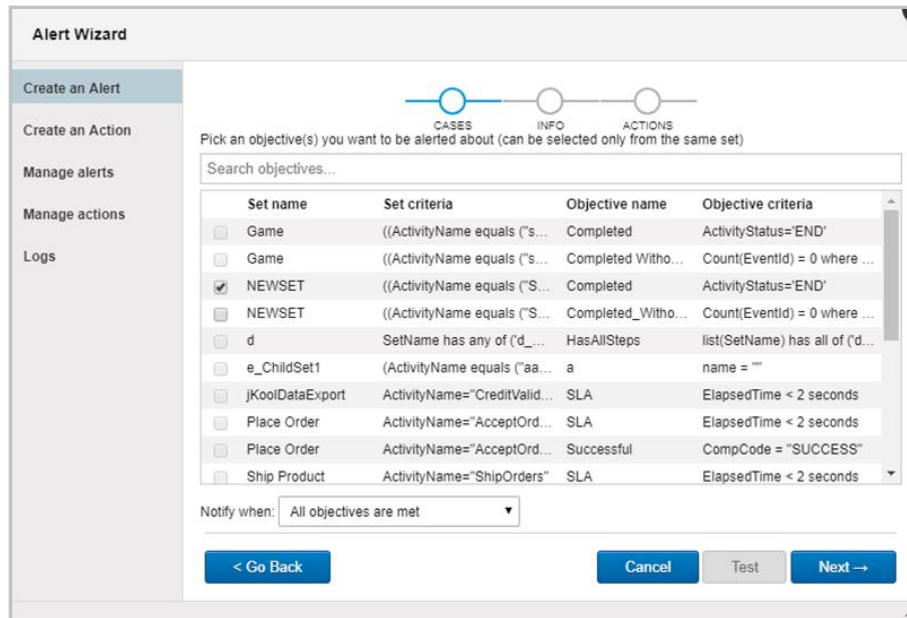 Alert Wizard
Create an Alert
Create an Action
Manage alerts
Manage actions
Logs
CASES INFO ACTIONS
Pick an objective(s) you want to be alerted about (can be selected only from the same set)
Search objectives...
Set name Set criteria Objective name Objective criteria
Game ((ActivityName equals ("s... Completed ActivityStatus='END'
Game ((ActivityName equals ("s... Completed Witho... Count(EventId) = 0 where ...
NEWSET ((ActivityName equals ("S... Completed ActivityStatus='END'
NEWSET ((ActivityName equals ("S... Completed_Witho... Count(EventId) = 0 where ...
d SetName has any of ('d_... HasAllSteps list(SetName) has all of ('d...
e_ChildSet1 (ActivityName equals ("aa... a name = ""
jKoolDataExport ActivityName="CreditValid... SLA ElapsedTime < 2 seconds
Place Order ActivityName="AcceptOrd... SLA ElapsedTime < 2 seconds
Place Order ActivityName="AcceptOrd... Successful CompCode = "SUCCESS"
Ship Product ActivityName="ShipOrders" SLA ElapsedTime < 2 seconds
Notify when: All objectives are met
< Go Back Cancel Test Next →